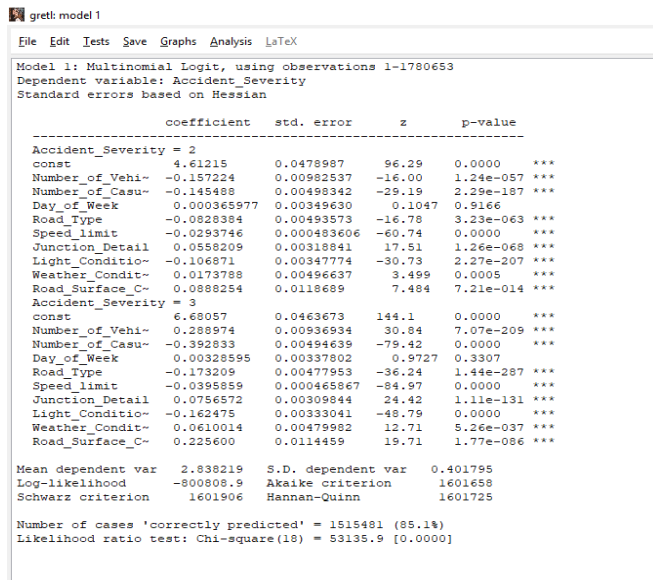 gretl: model 1
File Edit Tests Save Graphs Analysis LaTeX
Model 1: Multinomial Logit, using observations 1-1780653
Dependent variable: Accident_Severity
Standard errors based on Hessian
coefficient std. error z p-value
-----------------------------------------------------------------
Accident_Severity = 2
const 4.61215 0.0478987 96.29 0.0000 ***
Number_of_Vehi~ -0.157224 0.00982537 -16.00 1.24e-057 ***
Number_of_Casu~ -0.145488 0.00498342 -29.19 2.29e-187 ***
Day_of_Week 0.000365977 0.00349630 0.1047 0.9166
Road_Type -0.0828384 0.00493573 -16.78 3.23e-063 ***
Speed_limit -0.0293746 0.000483606 -60.74 0.0000 ***
Junction_Detail 0.0558209 0.00318841 17.51 1.26e-068 ***
Light_Conditio~ -0.106871 0.00347774 -30.73 2.27e-207 ***
Weather_Condit~ 0.0173788 0.00496637 3.499 0.0005 ***
Road_Surface_C~ 0.0888254 0.0118689 7.484 7.21e-014 ***
Accident_Severity = 3
const 6.68057 0.0463673 144.1 0.0000 ***
Number_of_Vehi~ 0.288974 0.00936934 30.84 7.07e-209 ***
Number_of_Casu~ -0.392833 0.00494639 -79.42 0.0000 ***
Day_of_Week 0.00328595 0.00337802 0.9727 0.3307
Road_Type -0.173209 0.00477953 -36.24 1.44e-287 ***
Speed_limit -0.0395859 0.000465867 -84.97 0.0000 ***
Junction_Detail 0.0756572 0.00309844 24.42 1.11e-131 ***
Light_Conditio~ -0.162475 0.00333041 -48.79 0.0000 ***
Weather_Condit~ 0.0610014 0.00479982 12.71 5.26e-037 ***
Road_Surface_C~ 0.225600 0.0114459 19.71 1.77e-086 ***
Mean dependent var 2.838219 S.D. dependent var 0.401795
Log-likelihood -800808.9 Akaike criterion 1601658
Schwarz criterion 1601906 Hannan-Quinn 1601725
Number of cases 'correctly predicted' = 1515481 (85.1%)
Likelihood ratio test: Chi-square(18) = 53135.9 [0.0000]